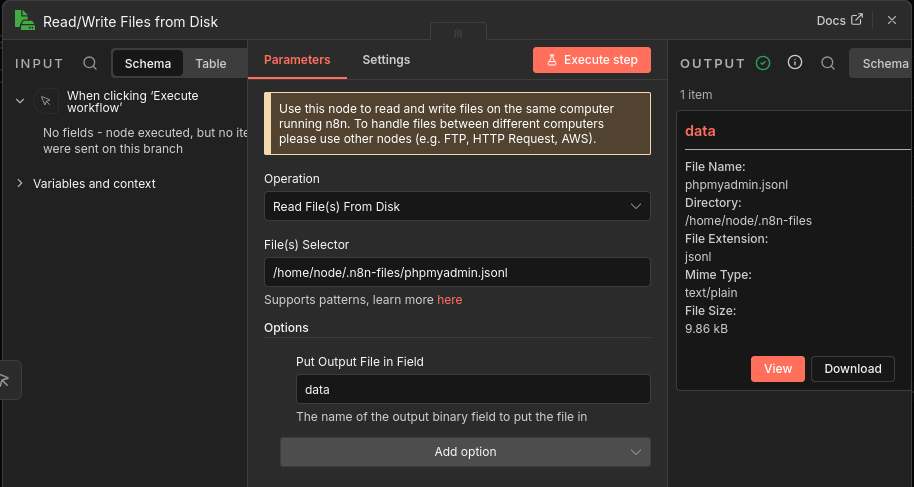 Read/Write Files from Disk
Docs
INPUT
Schema
Table
When clicking ‘Execute
workflow’
No fields - node executed, but no ite
were sent on this branch
Variables and context
Parameters
Settings
Execute step
Use this node to read and write files on the same computer
running n8n. To handle files between different computers
please use other nodes (e.g. FTP, HTTP Request, AWS).
Operation
Read File(s) From Disk
File(s) Selector
/home/node/.n8n-files/phpmyadmin.jsonl
Supports patterns, learn more here
Options
Put Output File in Field
data
The name of the output binary field to put the file in
Add option
OUTPUT
Schema
1 item
data
File Name:
phpmyadmin.jsonl
Directory:
/home/node/.n8n-files
File Extension:
jsonl
Mime Type:
text/plain
File Size:
9.86 kB
View
Download